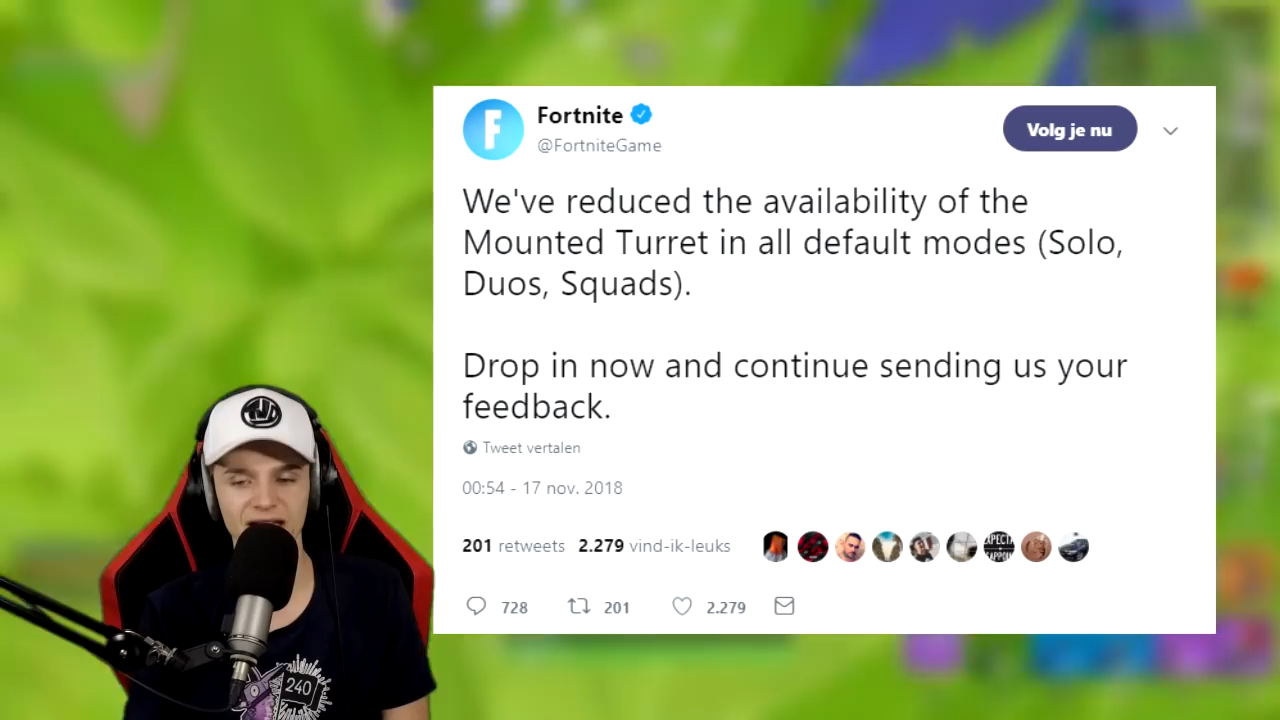 Fortnite
@FortniteGame
Volg je nu
We've reduced the availability of the
Mounted Turret in all default modes (Solo,
Duos, Squads).
Drop in now and continue sending us your
feedback.
Tweet vertalen
00:54 - 17 nov. 2018
201 retweets 2.279 vind-ik-leuks
728 201 2.279
240